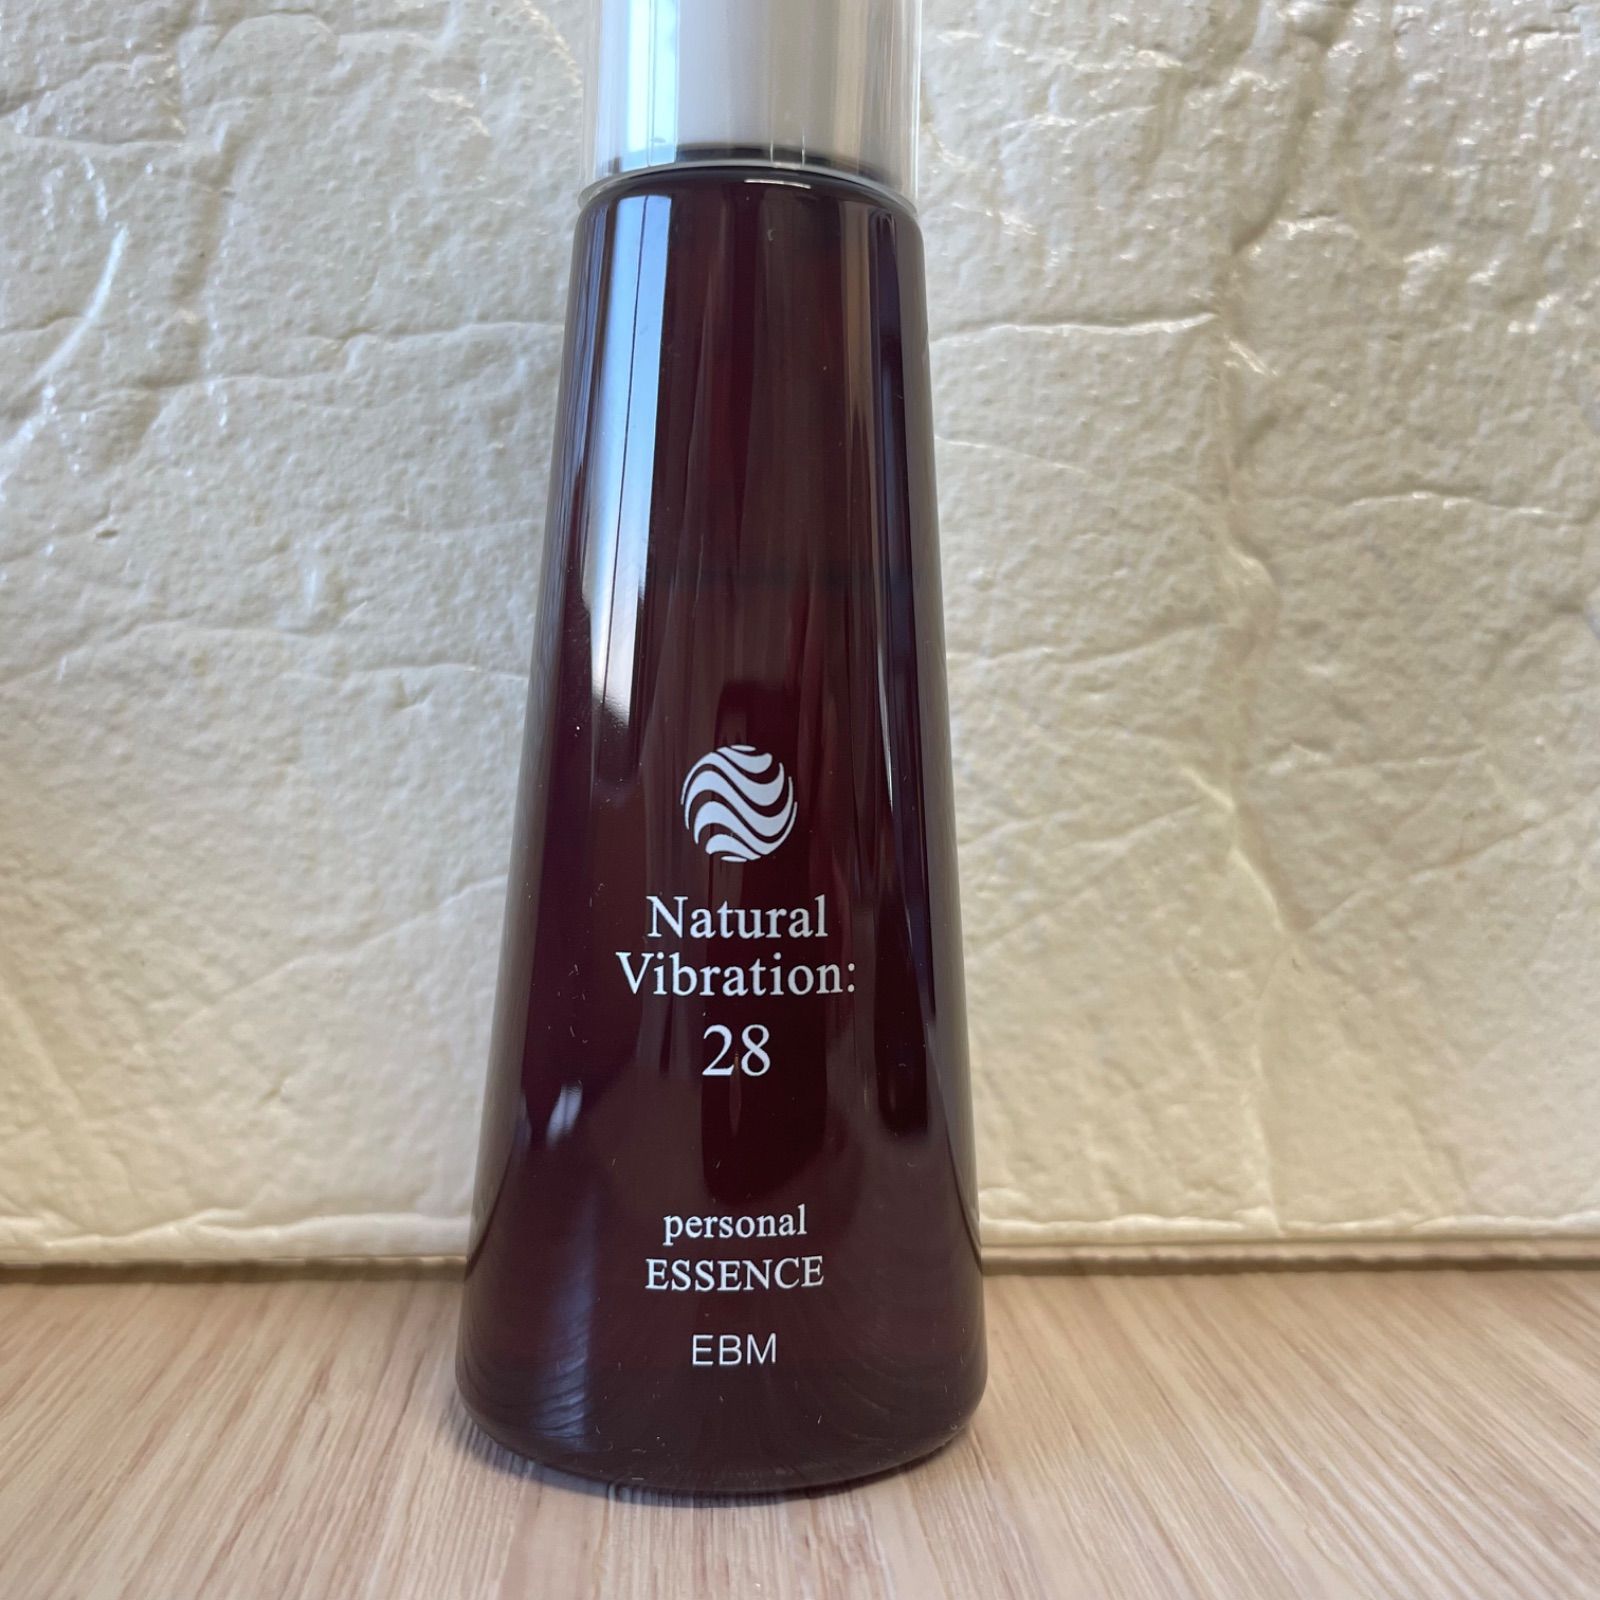 Natural
Vibration:
28
personal
ESSENCE
EBM